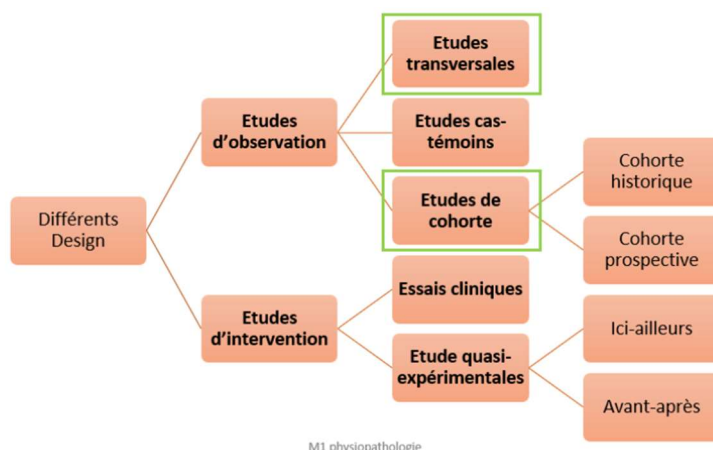 Etudes
transversales
Etudes
d'observation
Etudes cas-
témoins
Cohorte
historique
Etudes de
cohorte
Différents
Design
Cohorte
prospective
Essais cliniques
Etudes
d'intervention
Ici-ailleurs
Etude quasi-
expérimentales
Avant-après
M1 physiopathologie